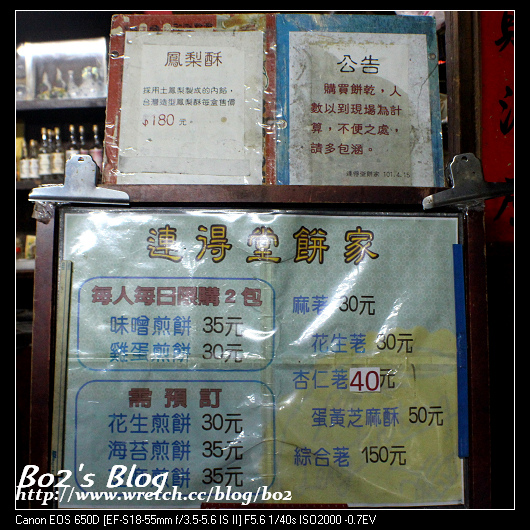 鳳梨酥
採用土鳳梨製成的內餡，
台灣造型鳳梨酥每盒售價
$180元。
公告
購買餅乾，人
數以到現場為計
算，不便之處，
請多包涵。
連得堂餅家 101.6.15
連得堂餅家
每人每日限購2包
味噌煎餅 35元
雞蛋煎餅 30元
需預訂
花生煎餅 30元
海苔煎餅 35元
煎餅 35元
麻荖 30元
花生荖 30元
杏仁荖 40元
蛋黃芝麻酥 50元
綜合荖 150元
Bo2's Blog
http://www.wretch.cc/blog/bo2
Canon EOS 650D [EF-S18-55mm f/3.5-5.6 IS II] F5.6 1/40s ISO2000 -0.7EV